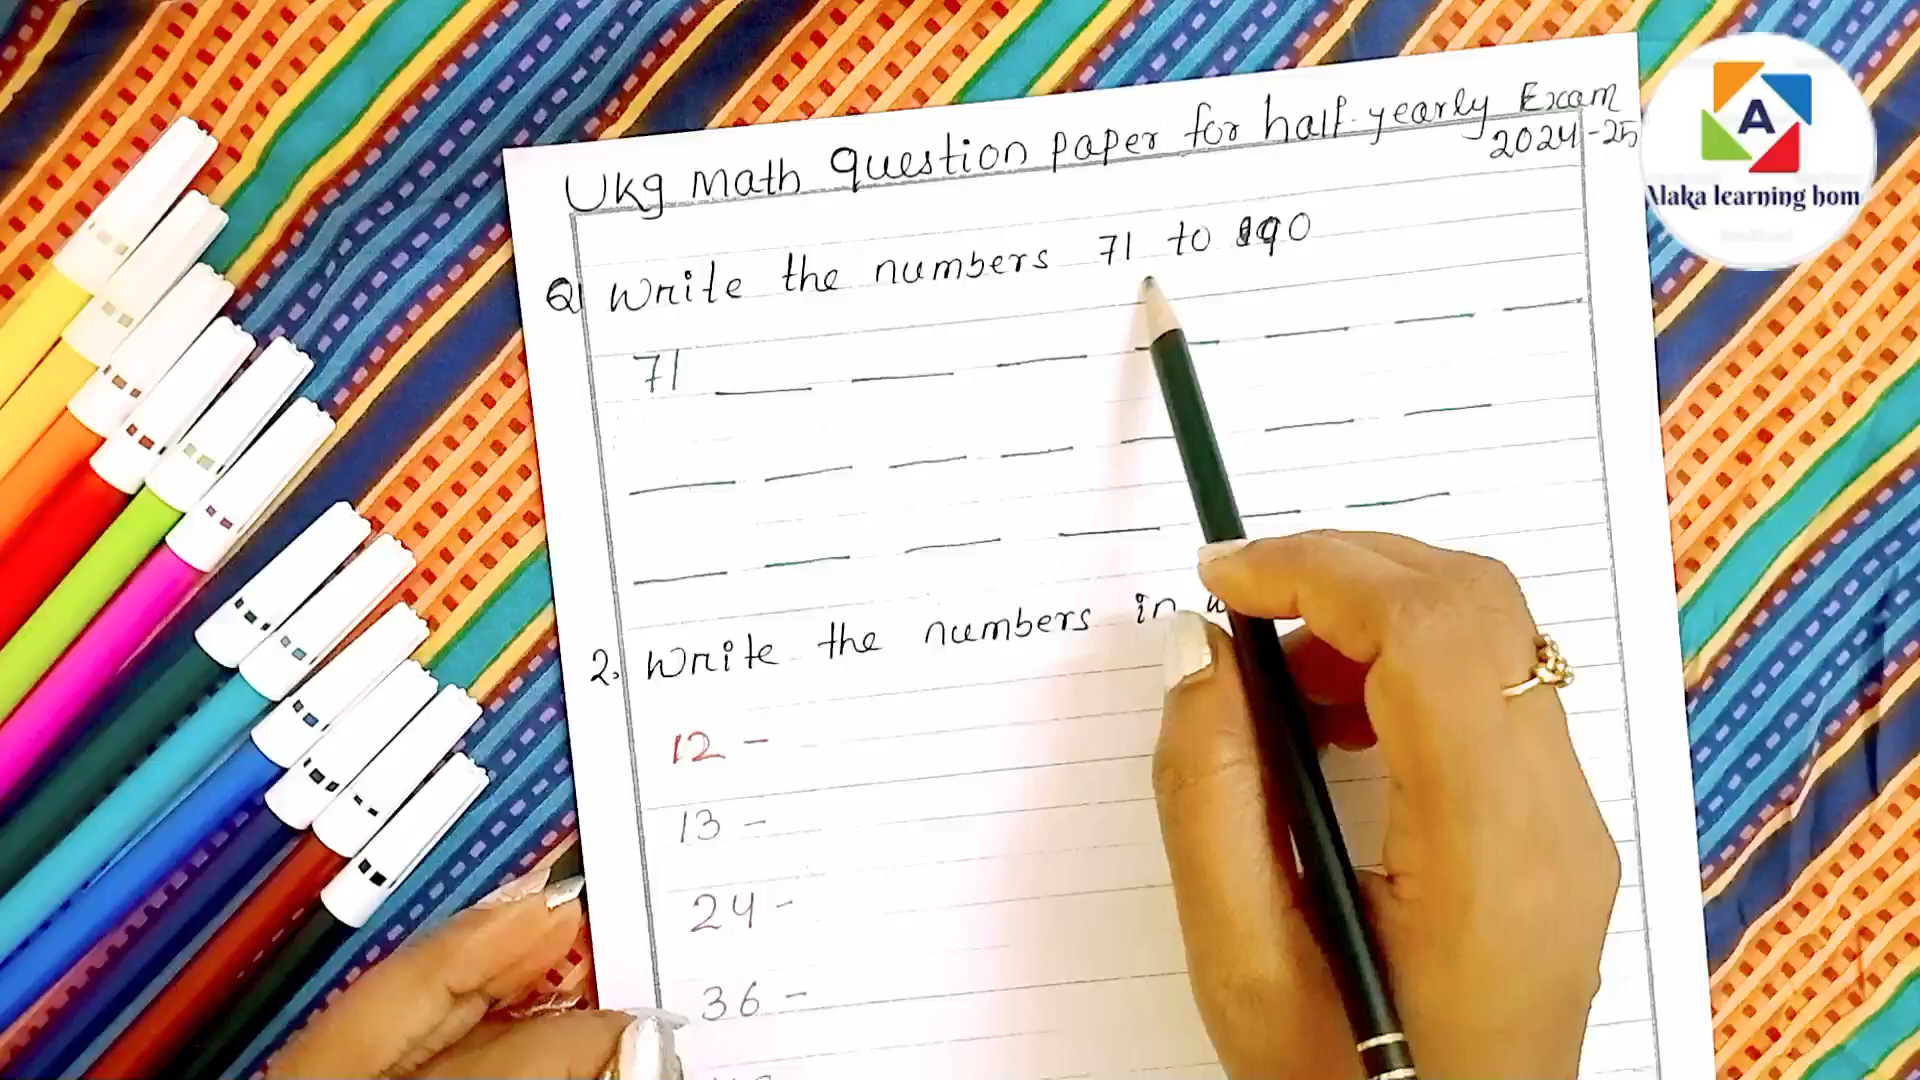 Ukg Math Question paper for half yearly Exam
2024-25
Q1 Write the numbers 71 to 90
71
2. Write the numbers in
12 -
13 -
24 -
36 -
A
Alaka learning hom